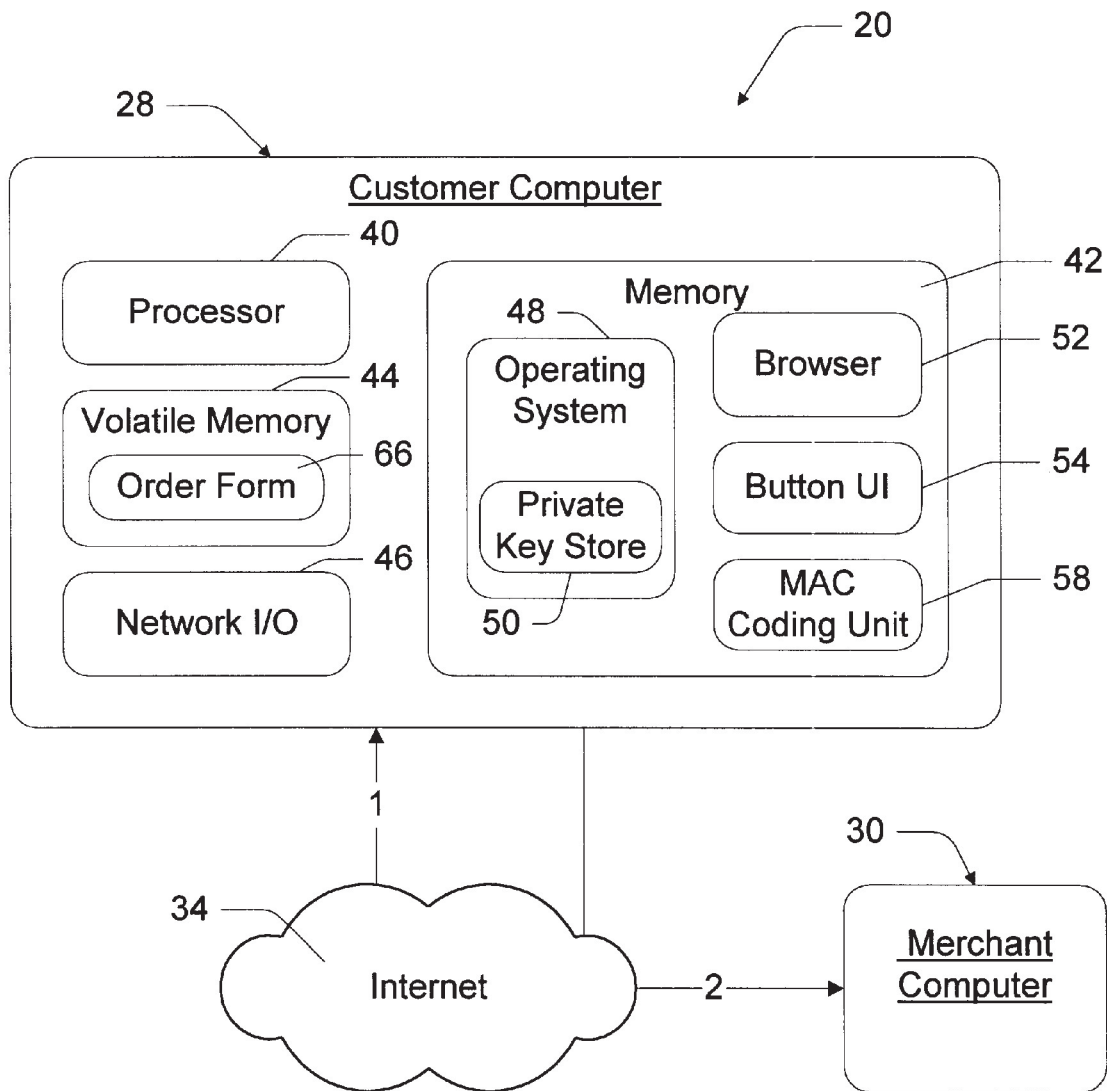 20
28
Customer Computer
40
Processor
44
Volatile Memory
66
Order Form
46
Network I/O
42
Memory
48
Operating
System
Private
Key Store
50
52
Browser
54
Button UI
58
MAC
Coding Unit
1
34
Internet
2
30
Merchant
Computer